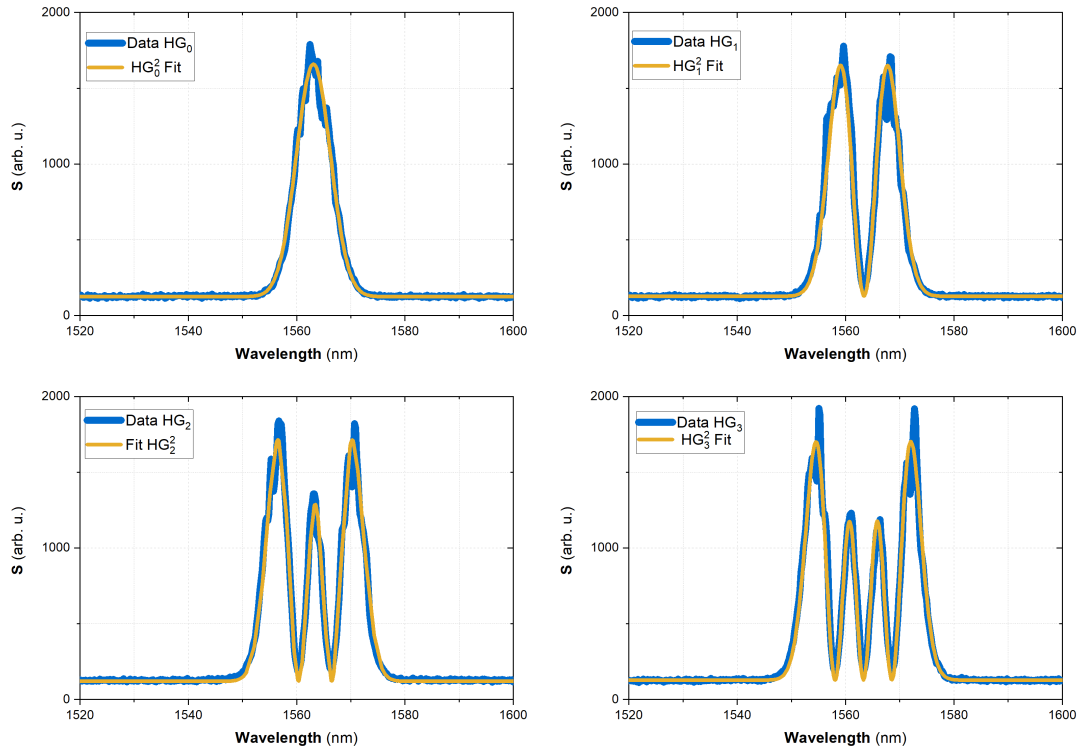 2000
Data HG₀
HG₀² Fit
1000
S (arb. u.)
0
1520 1540 1560 1580 1600
Wavelength (nm)
2000
Data HG₁
HG₁² Fit
1000
S (arb. u.)
0
1520 1540 1560 1580 1600
Wavelength (nm)
2000
Data HG₂
Fit HG₂²
1000
S (arb. u.)
0
1520 1540 1560 1580 1600
Wavelength (nm)
2000
Data HG₃
HG₃² Fit
1000
S (arb. u.)
0
1520 1540 1560 1580 1600
Wavelength (nm)